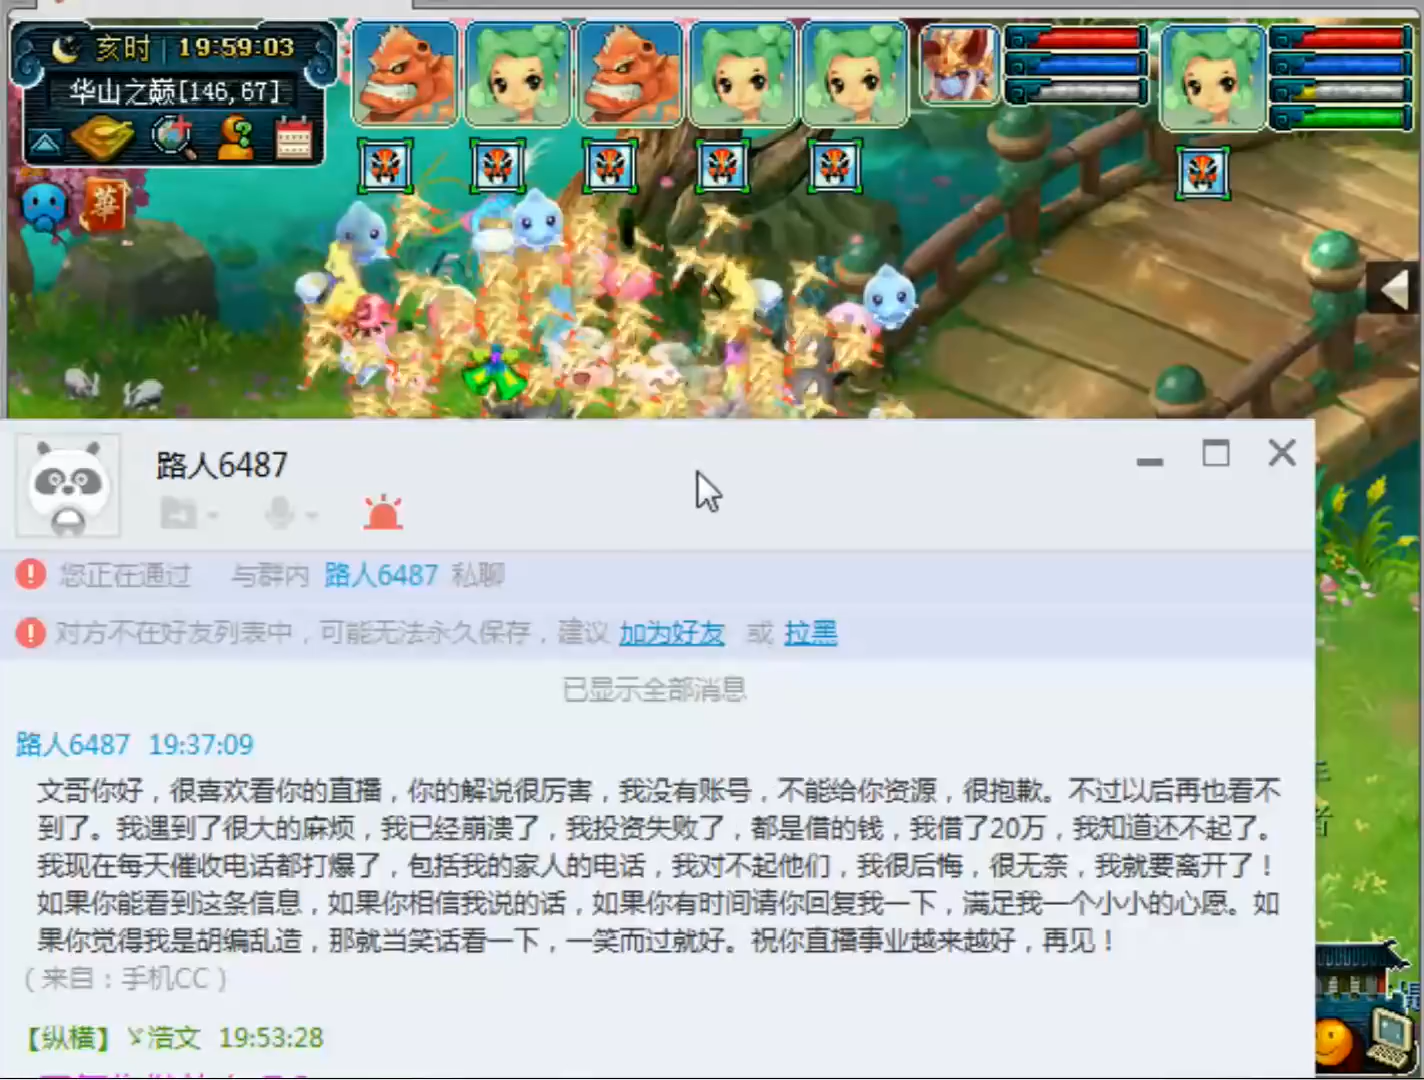 亥时 19:59:03
华山之巅[146,67]
華
路人6487
您正在通过 与群内 路人6487 私聊
对方不在好友列表中，可能无法永久保存，建议 加为好友 或 拉黑
已显示全部消息
路人6487 19:37:09
文哥你好，很喜欢看你的直播，你的解说很厉害，我没有账号，不能给你资源，很抱歉。不过以后再也看不
到了。我遇到了很大的麻烦，我已经崩溃了，我投资失败了，都是借的钱，我借了20万，我知道还不起了。
我现在每天催收电话都打爆了，包括我的家人的电话，我对不起他们，我很后悔，很无奈，我就要离开了！
如果你能看到这条信息，如果你相信我说的话，如果你有时间请你回复我一下，满足我一个小小的心愿。如
果你觉得我是胡编乱造，那就当笑话看一下，一笑而过就好。祝你直播事业越来越好，再见！
（来自：手机CC）
【纵横】ゞ浩文 19:53:28